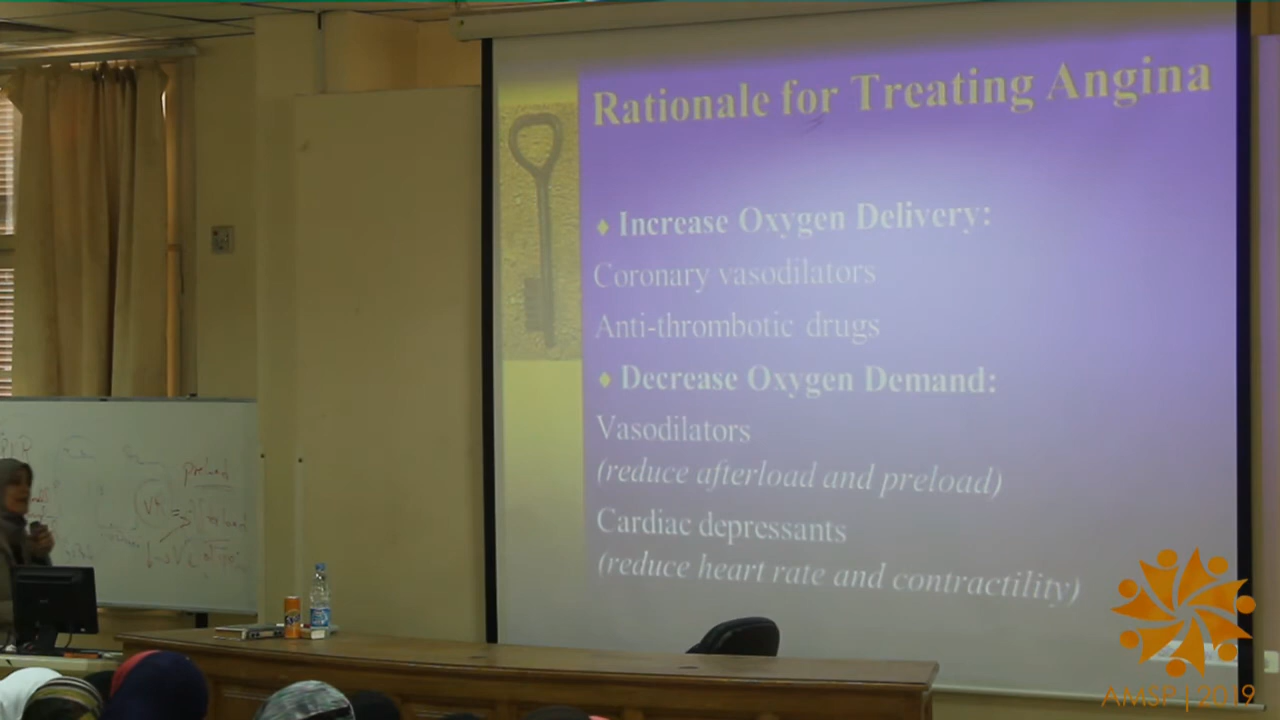 Rationale for Treating Angina
♦ Increase Oxygen Delivery:
Coronary vasodilators
Anti-thrombotic drugs
♦ Decrease Oxygen Demand:
Vasodilators
(reduce afterload and preload)
Cardiac depressants
(reduce heart rate and contractility)
preload
AMSP | 2019